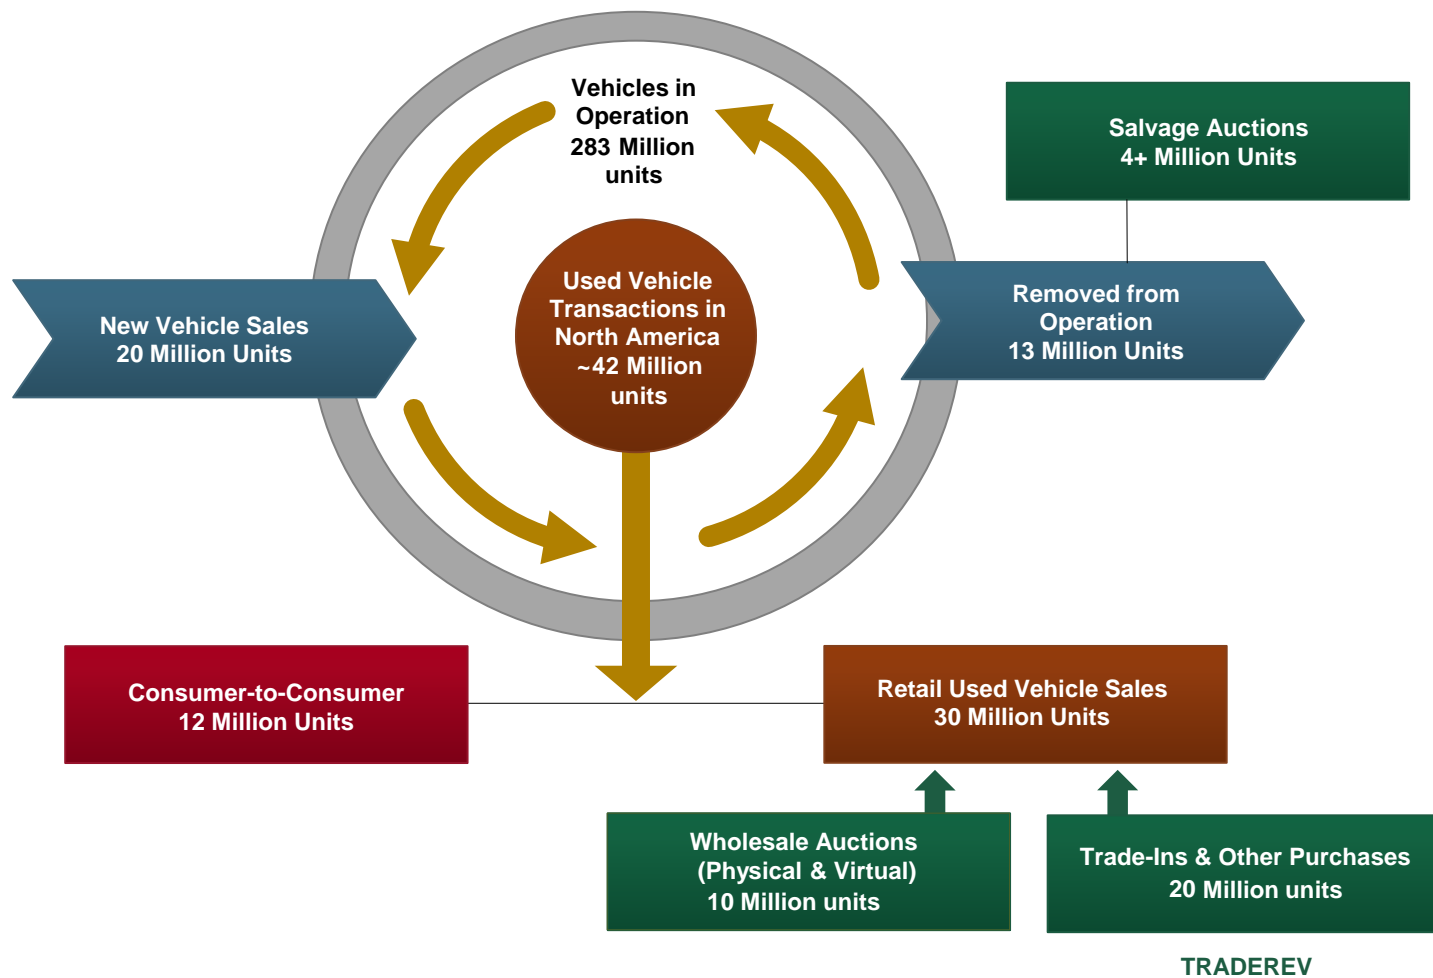 Vehicles in
Operation
283 Million
units
Salvage Auctions
4+ Million Units
Used Vehicle
Transactions in
North America
~42 Million
units
New Vehicle Sales
20 Million Units
Removed from
Operation
13 Million Units
Consumer-to-Consumer
12 Million Units
Retail Used Vehicle Sales
30 Million Units
Wholesale Auctions
(Physical & Virtual)
10 Million units
Trade-Ins & Other Purchases
20 Million units
TRADEREV